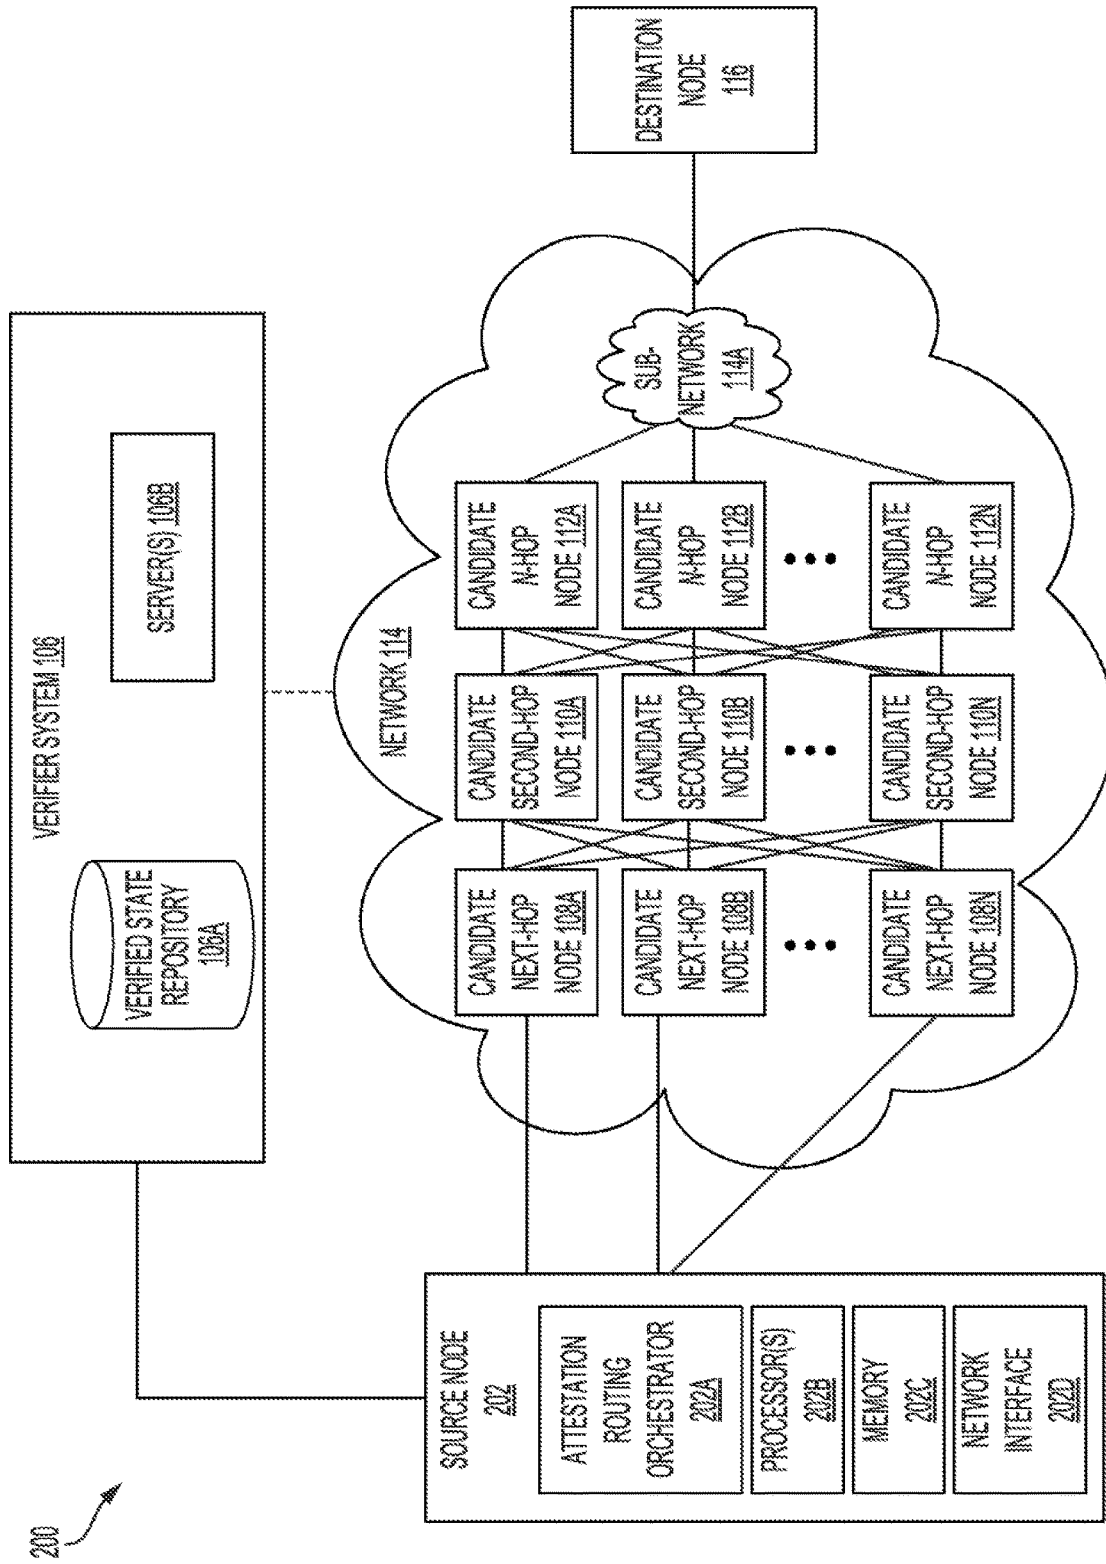 200
VERIFIER SYSTEM 106
VERIFIED STATE
REPOSITORY
106A
SERVER(S) 106B
SOURCE NODE
202
ATTESTATION
ROUTING
ORCHESTRATOR
202A
PROCESSOR(S)
202B
MEMORY
202C
NETWORK
INTERFACE
202D
NETWORK 114
CANDIDATE
NEXT-HOP
NODE 108A
CANDIDATE
NEXT-HOP
NODE 108B
CANDIDATE
NEXT-HOP
NODE 108N
CANDIDATE
SECOND-HOP
NODE 110A
CANDIDATE
SECOND-HOP
NODE 110B
CANDIDATE
SECOND-HOP
NODE 110N
CANDIDATE
N-HOP
NODE 112A
CANDIDATE
N-HOP
NODE 112B
CANDIDATE
N-HOP
NODE 112N
SUB-
NETWORK
114A
DESTINATION
NODE
116